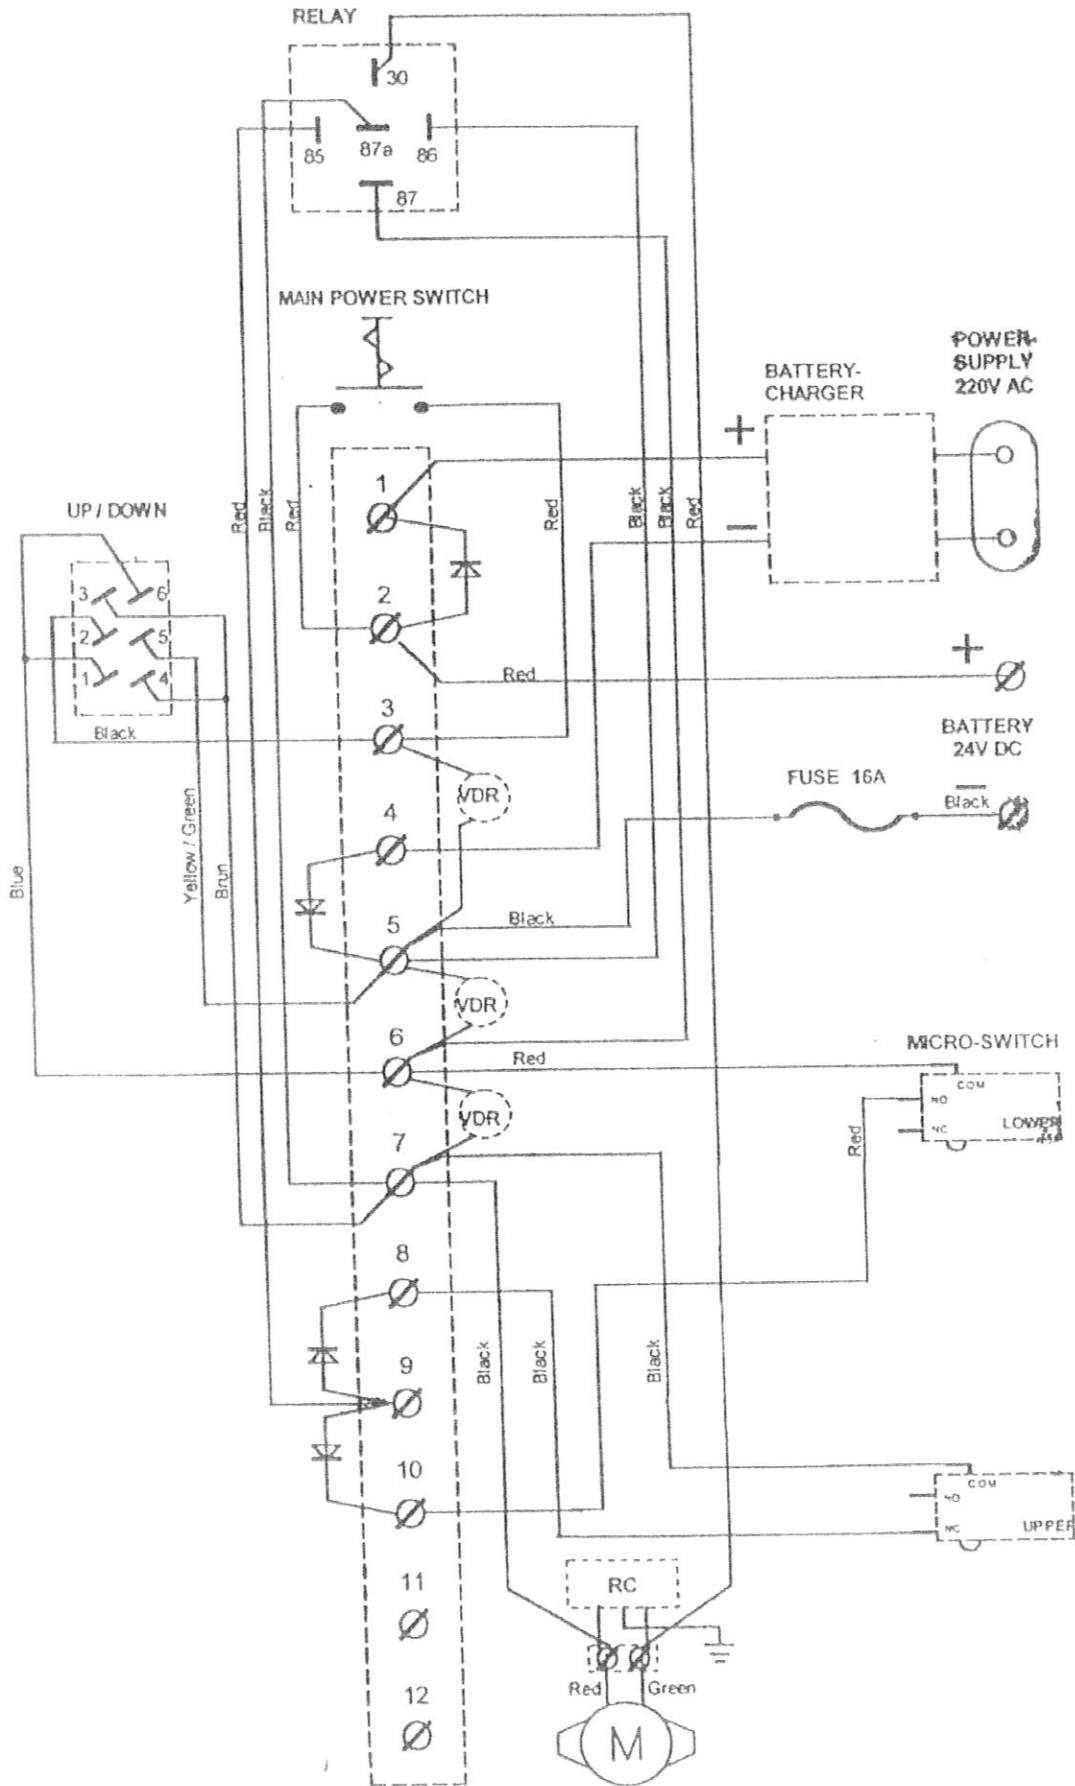 RELAY
30
85
87a
86
87
MAIN POWER SWITCH
POWER-
SUPPLY
220V AC
BATTERY-
CHARGER
+
−
Red
Black
Red
Red
Black
Black
Red
UP / DOWN
3
6
2
5
1
4
1
2
Red
+
3
Black
BATTERY
24V DC
FUSE 16A
−
Black
VDR
4
Blue
Yellow / Green
Brun
5
Black
VDR
6
Red
MICRO-SWITCH
COM
NO
NC
LOWER
Red
VDR
7
8
Black
Black
Black
9
10
COM
NO
NC
UPPER
11
RC
12
Red
Green
M